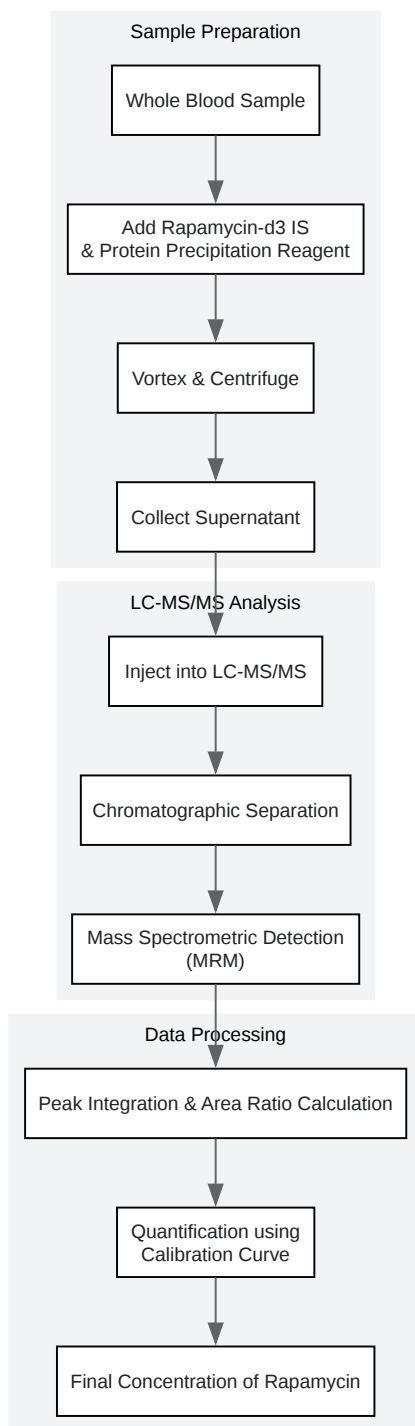 Sample Preparation
Whole Blood Sample
Add Rapamycin-d3 IS
& Protein Precipitation Reagent
Vortex & Centrifuge
Collect Supernatant
LC-MS/MS Analysis
Inject into LC-MS/MS
Chromatographic Separation
Mass Spectrometric Detection
(MRM)
Data Processing
Peak Integration & Area Ratio Calculation
Quantification using
Calibration Curve
Final Concentration of Rapamycin